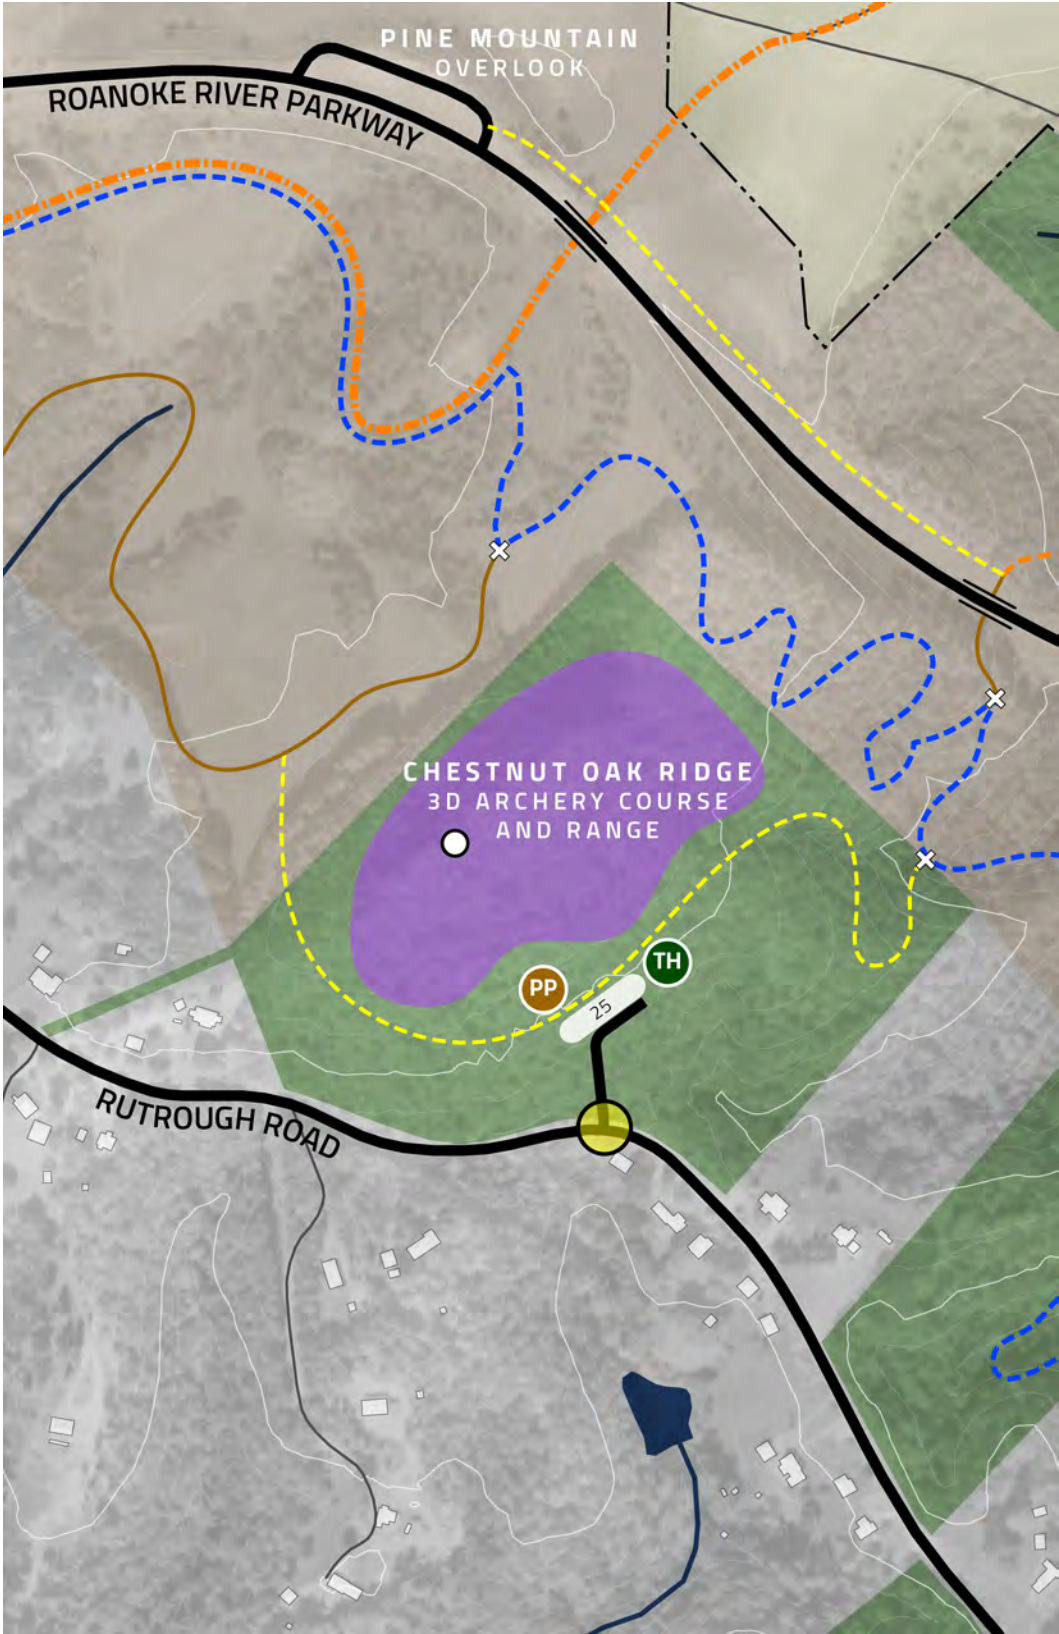 PINE MOUNTAIN
OVERLOOK
ROANOKE RIVER PARKWAY
CHESTNUT OAK RIDGE
3D ARCHERY COURSE
AND RANGE
TH
PP
25
RUTROUGH ROAD